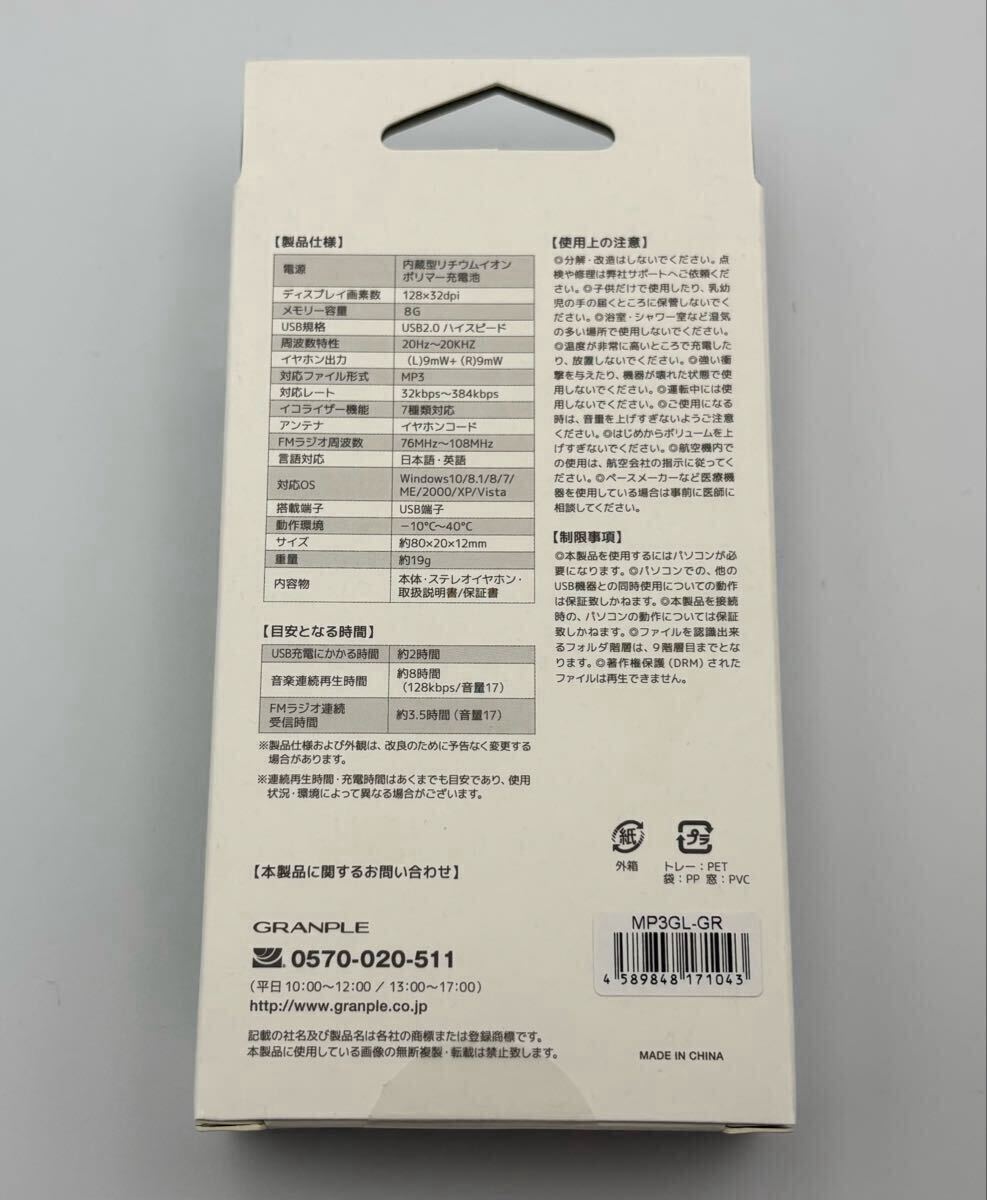 【製品仕様】
電源 内蔵型リチウムイオン
ポリマー充電池
ディスプレイ画素数 128×32dpi
メモリー容量 8G
USB規格 USB2.0 ハイスピード
周波数特性 20Hz〜20KHZ
イヤホン出力 (L)9mW+(R)9mW
対応ファイル形式 MP3
対応レート 32kbps〜384kbps
イコライザー機能 7種類対応
アンテナ イヤホンコード
FMラジオ周波数 76MHz〜108MHz
言語対応 日本語・英語
対応OS Windows10/8.1/8/7/
ME/2000/XP/Vista
搭載端子 USB端子
動作環境 −10℃〜40℃
サイズ 約80×20×12mm
重量 約19g
内容物 本体・ステレオイヤホン・
取扱説明書/保証書
【目安となる時間】
USB充電にかかる時間 約2時間
音楽連続再生時間 約8時間
(128kbps/音量17)
FMラジオ連続
受信時間 約3.5時間(音量17)
※製品仕様および外観は、改良のために予告なく変更する
場合があります。
※連続再生時間・充電時間はあくまでも目安であり、使用
状況・環境によって異なる場合がございます。
【使用上の注意】
◎分解・改造はしないでください。点
検や修理は弊社サポートへご依頼くだ
さい。◎子供だけで使用したり、乳幼
児の手の届くところに保管しないでく
ださい。◎浴室・シャワー室など湿気
の多い場所で使用しないでください。
◎温度が非常に高いところで充電した
り、放置しないでください。◎強い衝
撃を与えたり、機器が壊れた状態で使
用しないでください。◎運転中には使
用しないでください。◎ご使用になる
時は、音量を上げすぎないようご注意
ください。◎はじめからボリュームを上
げすぎないでください。◎航空機内で
の使用は、航空会社の指示に従ってく
ださい。◎ペースメーカーなど医療機
器を使用している場合は事前に医師に
相談してください。
【制限事項】
◎本製品を使用するにはパソコンが必
要になります。◎パソコンでの、他の
USB機器との同時使用についての動作
は保証致しかねます。◎本製品を接続
時の、パソコンの動作については保証
致しかねます。◎ファイルを認識出来
るフォルダ階層は、9階層目までとな
ります。◎著作権保護(DRM)された
ファイルは再生できません。
紙
外箱
プラ
トレー：PET
袋：PP 窓：PVC
【本製品に関するお問い合わせ】
GRANPLE
0570-020-511
(平日 10:00〜12:00 / 13:00〜17:00)
http://www.granple.co.jp
記載の社名及び製品名は各社の商標または登録商標です。
本製品に使用している画像の無断複製・転載は禁止致します。
MP3GL-GR
4 589848 171043
MADE IN CHINA